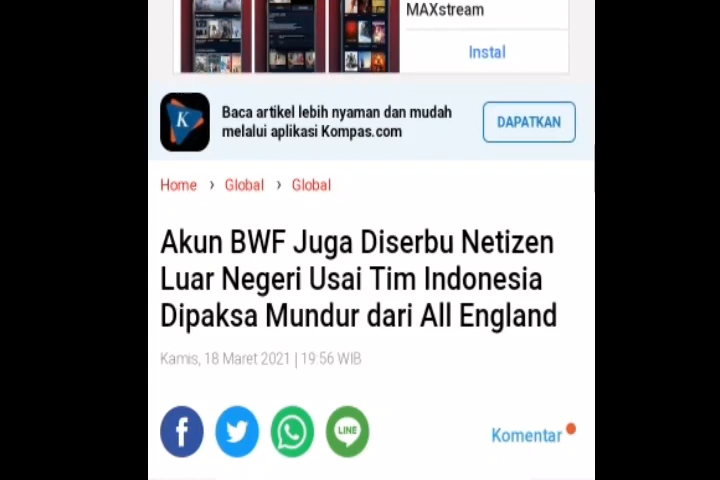 MAXstream
Instal
K
Baca artikel lebih nyaman dan mudah
melalui aplikasi Kompas.com
DAPATKAN
Home › Global › Global
Akun BWF Juga Diserbu Netizen
Luar Negeri Usai Tim Indonesia
Dipaksa Mundur dari All England
Kamis, 18 Maret 2021 | 19:56 WIB
LINE
Komentar